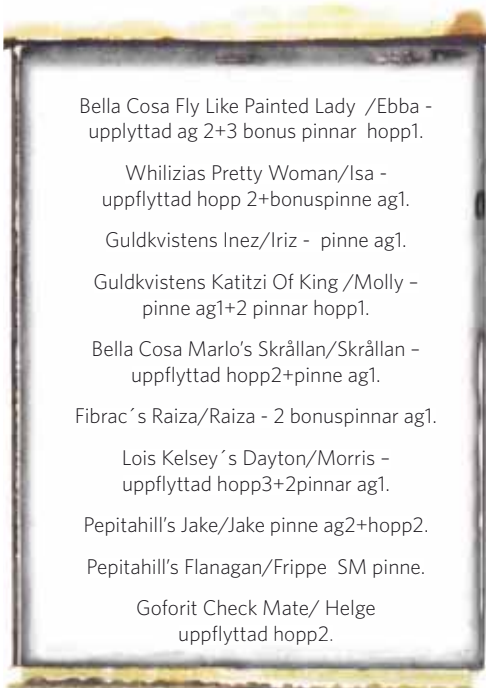 Bella Cosa Fly Like Painted Lady  /Ebba -
upplyttad ag 2+3 bonus pinnar  hopp1.
Whilizias Pretty Woman/Isa -
uppflyttad hopp 2+bonuspinne ag1.
Guldkvistens Inez/Iriz -  pinne ag1.
Guldkvistens Katitzi Of King /Molly –
pinne ag1+2 pinnar hopp1.
Bella Cosa Marlo’s Skrållan/Skrållan –
uppflyttad hopp2+pinne ag1.
Fibrac´s Raiza/Raiza - 2 bonuspinnar ag1.
Lois Kelsey´s Dayton/Morris –
uppflyttad hopp3+2pinnar ag1.
Pepitahill’s Jake/Jake pinne ag2+hopp2.
Pepitahill’s Flanagan/Frippe  SM pinne.
Goforit Check Mate/ Helge
uppflyttad hopp2.